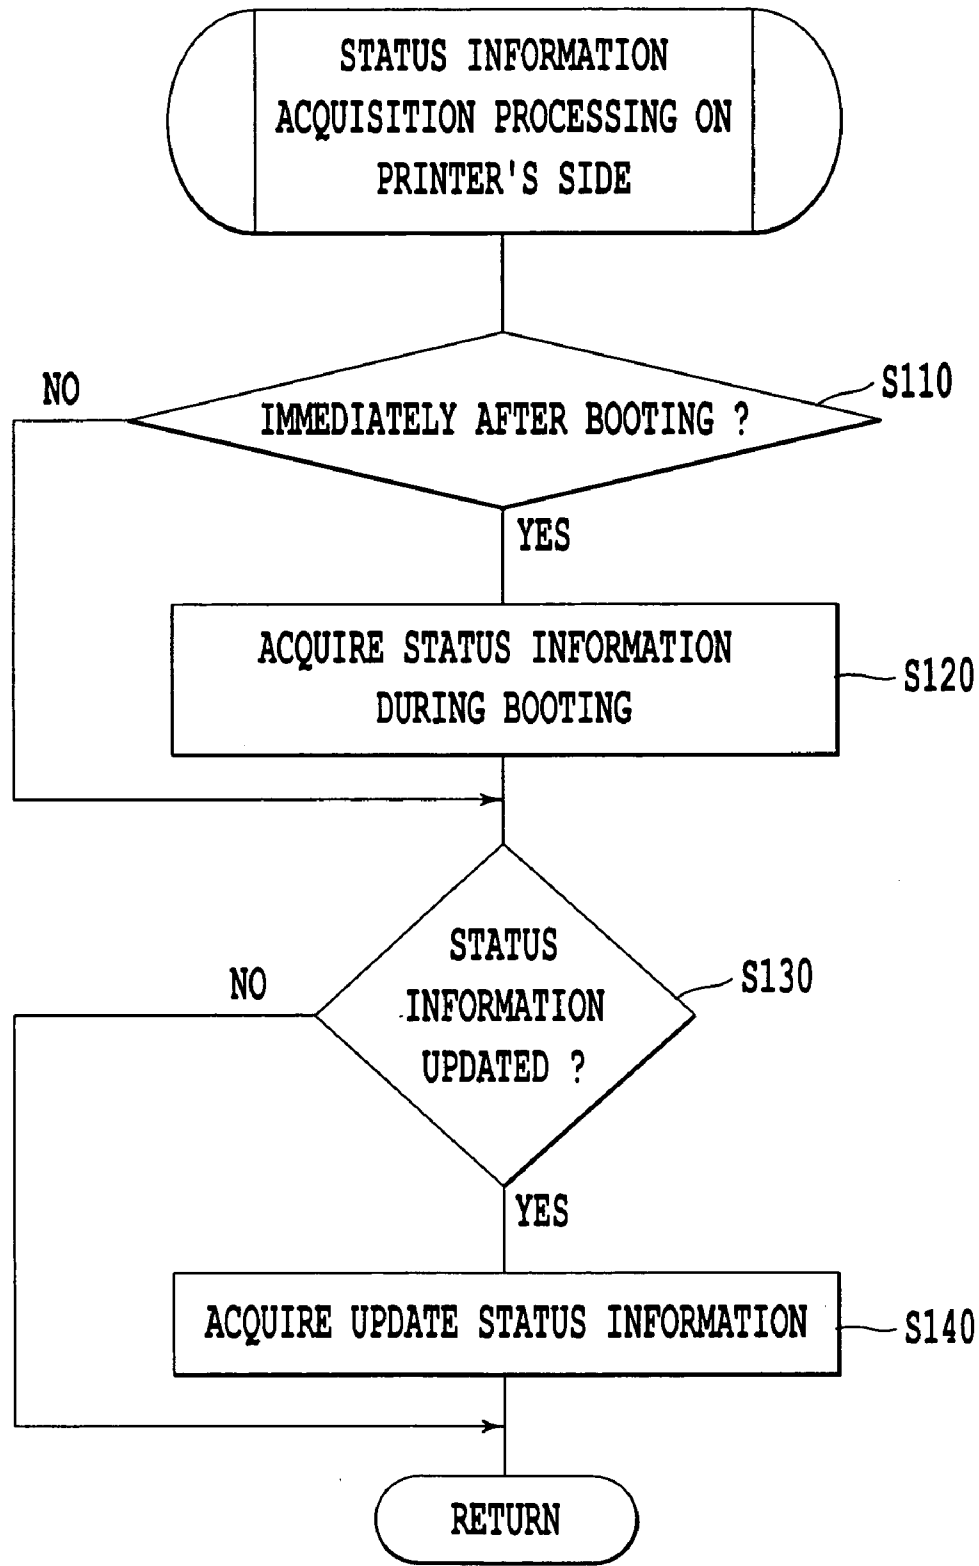 STATUS INFORMATION
ACQUISITION PROCESSING ON
PRINTER'S SIDE
NO
S110
IMMEDIATELY AFTER BOOTING ?
YES
ACQUIRE STATUS INFORMATION
DURING BOOTING
S120
STATUS
INFORMATION
UPDATED ?
NO
S130
YES
ACQUIRE UPDATE STATUS INFORMATION
S140
RETURN